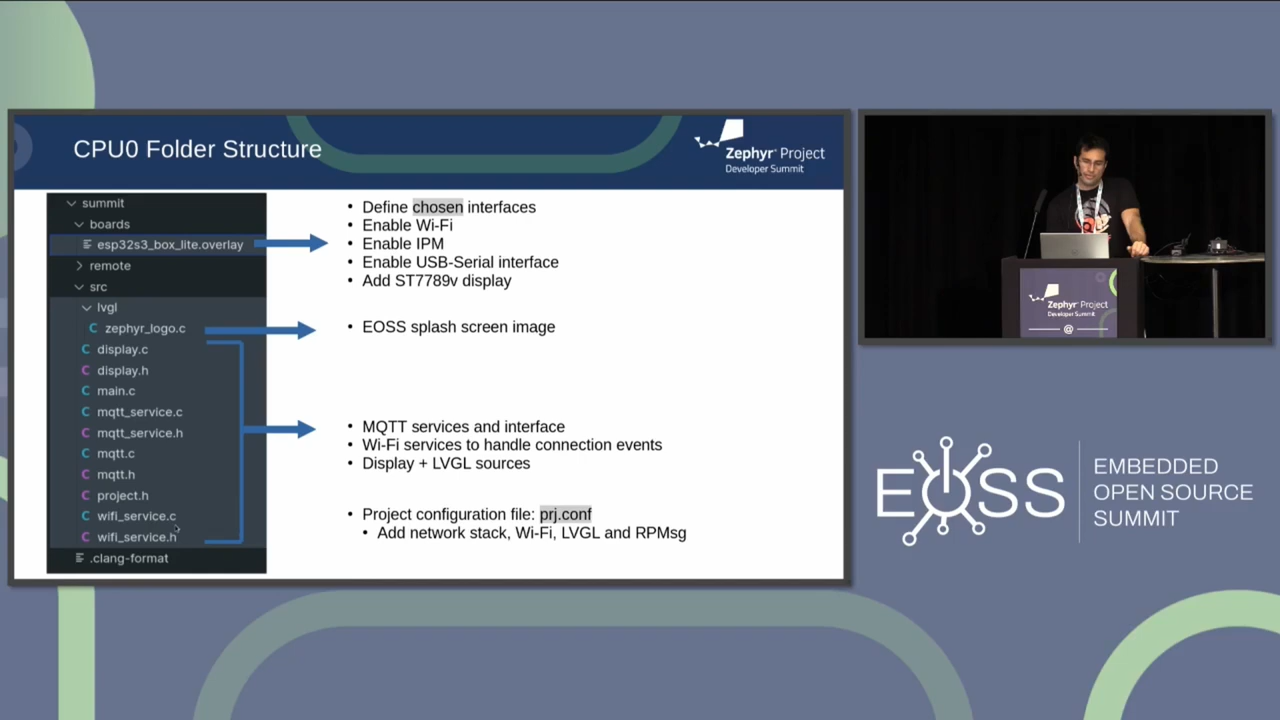 CPU0 Folder Structure
Zephyr® Project
Developer Summit
summit
boards
esp32s3_box_lite.overlay
remote
src
lvgl
C zephyr_logo.c
C display.c
C display.h
C main.c
C mqtt_service.c
C mqtt_service.h
C mqtt.c
C mqtt.h
C project.h
C wifi_service.c
C wifi_service.h
.clang-format
• Define chosen interfaces
• Enable Wi-Fi
• Enable IPM
• Enable USB-Serial interface
• Add ST7789v display
• EOSS splash screen image
• MQTT services and interface
• Wi-Fi services to handle connection events
• Display + LVGL sources
• Project configuration file: prj.conf
• Add network stack, Wi-Fi, LVGL and RPMsg
Zephyr® Project
Developer Summit
@
EOSS
EMBEDDED
OPEN SOURCE
SUMMIT